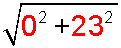 √(0² + 23²)